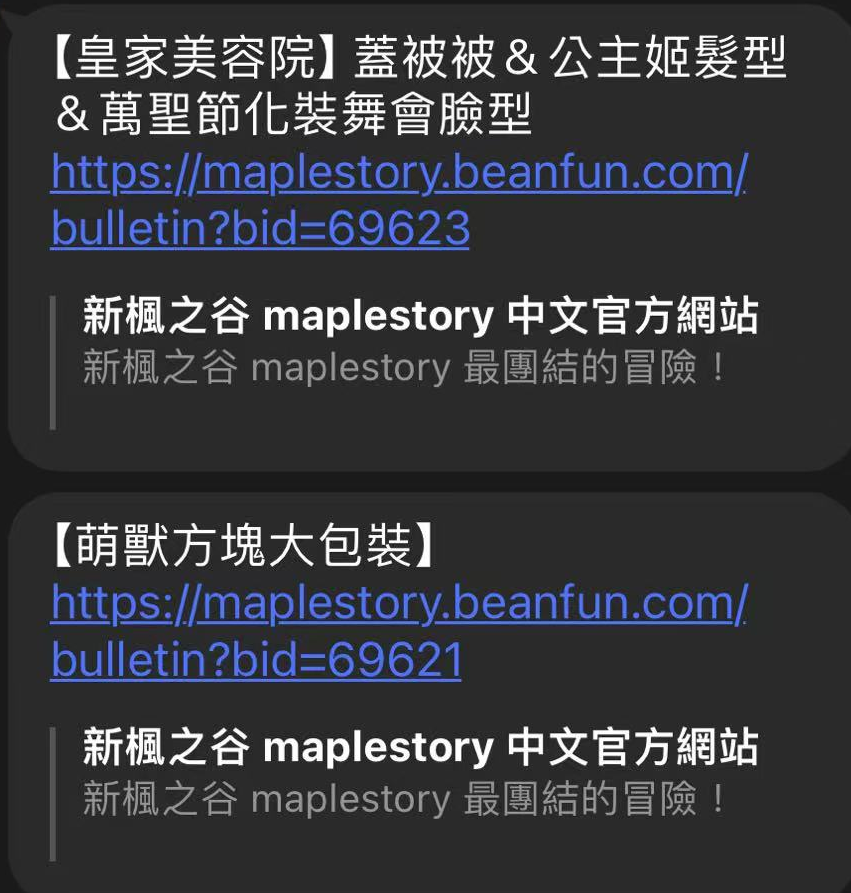 【皇家美容院】蓋被被＆公主姬髮型
＆萬聖節化裝舞會臉型
https://maplestory.beanfun.com/
bulletin?bid=69623
新楓之谷 maplestory 中文官方網站
新楓之谷 maplestory 最團結的冒險！
【萌獸方塊大包裝】
https://maplestory.beanfun.com/
bulletin?bid=69621
新楓之谷 maplestory 中文官方網站
新楓之谷 maplestory 最團結的冒險！